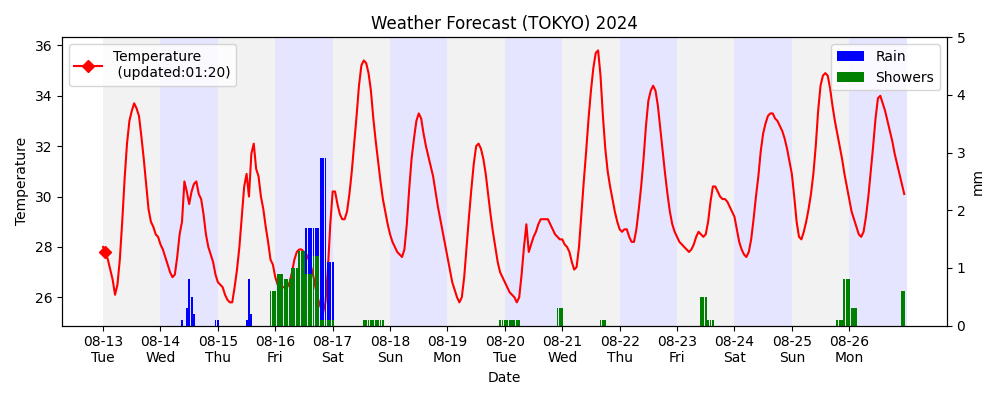 Weather Forecast (TOKYO) 2024
Temperature
(updated:01:20)
Rain
Showers
Temperature
36
34
32
30
28
26
5
4
3
2
1
0
mm
08-13 08-14 08-15 08-16 08-17 08-18 08-19 08-20 08-21 08-22 08-23 08-24 08-25 08-26
Tue Wed Thu Fri Sat Sun Mon Tue Wed Thu Fri Sat Sun Mon
Date